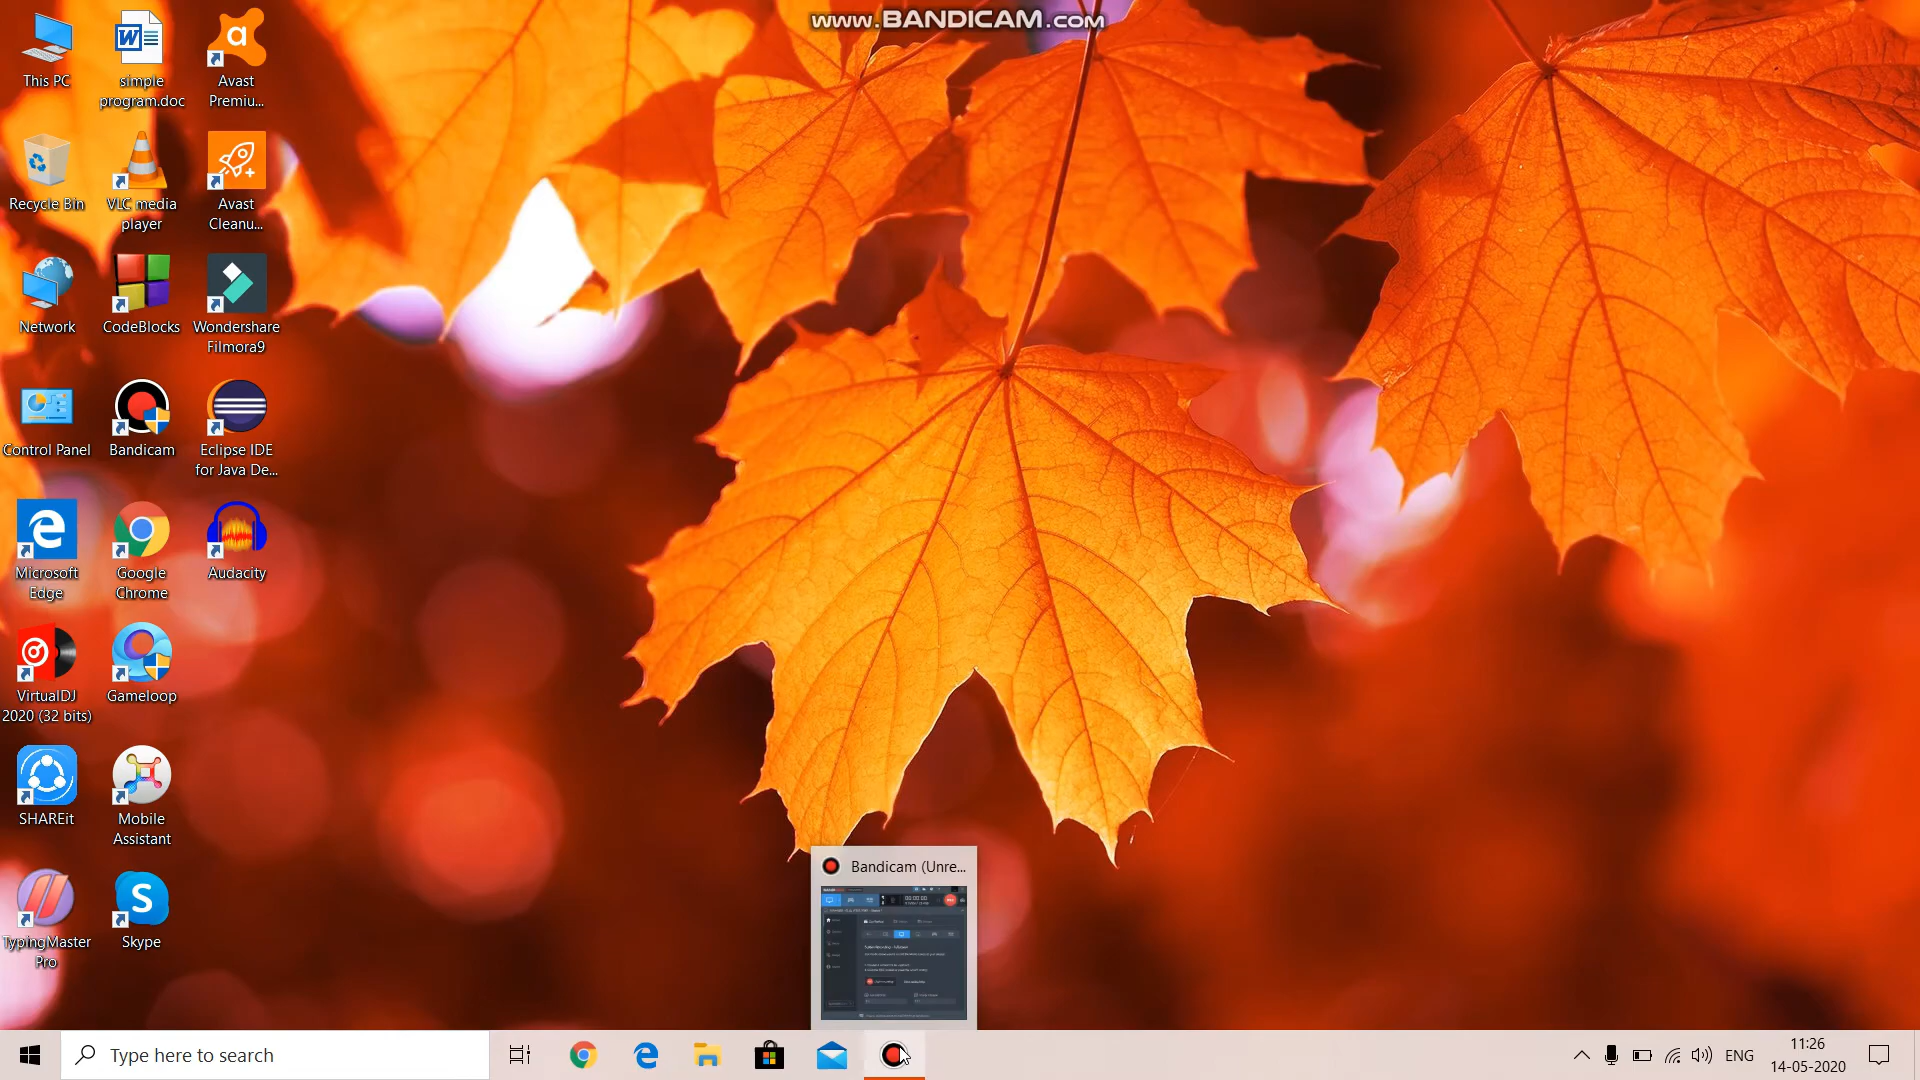 www.BANDICAM.com
This PC
simple
program.doc
Avast
Premiu...
Recycle Bin
VLC media
player
Avast
Cleanu...
Network
CodeBlocks
Wondershare
Filmora9
Control Panel
Bandicam
Eclipse IDE
for Java De...
Microsoft
Edge
Google
Chrome
Audacity
VirtualDJ
2020 (32 bits)
Gameloop
SHAREit
Mobile
Assistant
TypingMaster
Pro
Skype
Bandicam (Unre...
Type here to search
ENG
11:26
14-05-2020